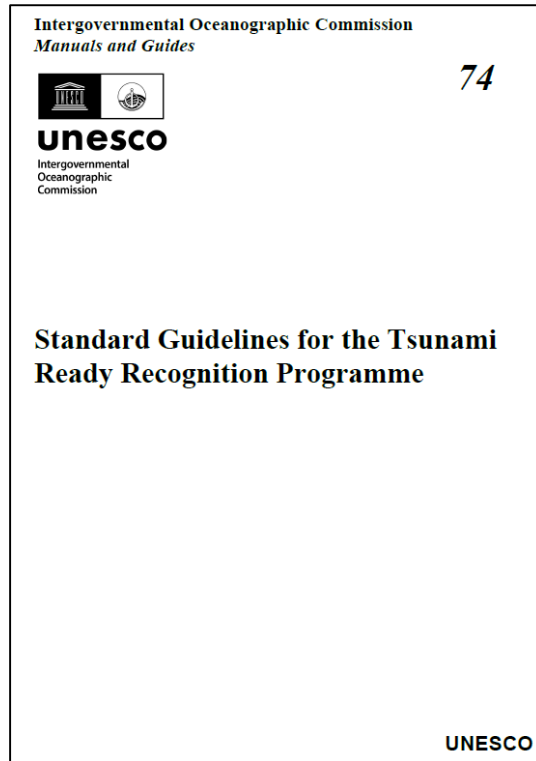 Intergovernmental Oceanographic Commission
Manuals and Guides
74
unesco
Intergovernmental
Oceanographic
Commission
Standard Guidelines for the Tsunami
Ready Recognition Programme
UNESCO